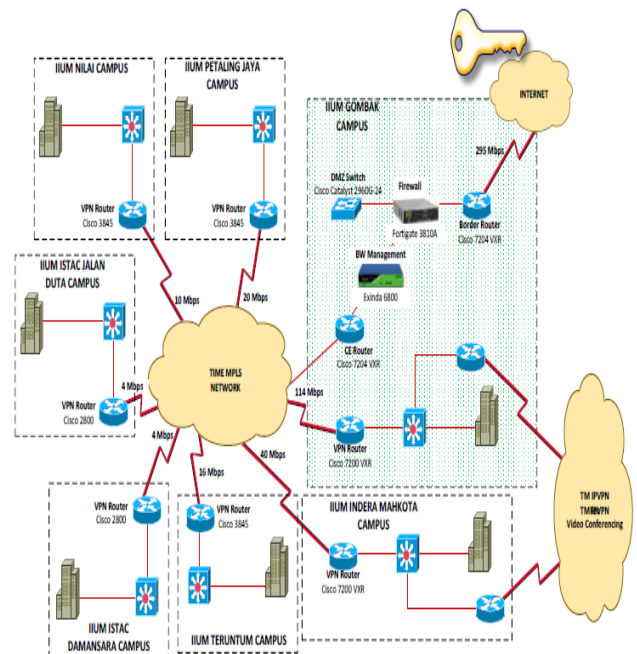 IIUM NILAI CAMPUS
VPN Router
Cisco 3845
IIUM PETALING JAYA
CAMPUS
VPN Router
Cisco 3845
INTERNET
IIUM GOMBAK
CAMPUS
295 Mbps
DMZ Switch
Cisco Catalyst 2960G-24
Firewall
Fortigate 3810A
Border Router
Cisco 7204 VXR
BW Management
Exinda 6800
CE Router
Cisco 7204 VXR
VPN Router
Cisco 7200 VXR
IIUM ISTAC JALAN
DUTA CAMPUS
VPN Router
Cisco 2800
10 Mbps
20 Mbps
4 Mbps
TIME MPLS
NETWORK
114 Mbps
4 Mbps
16 Mbps
40 Mbps
VPN Router
Cisco 2800
IIUM ISTAC
DAMANSARA CAMPUS
VPN Router
Cisco 3845
IIUM TERUNTUM CAMPUS
IIUM INDERA MAHKOTA
CAMPUS
VPN Router
Cisco 7200 VXR
TM IPVPN
Video Conferencing